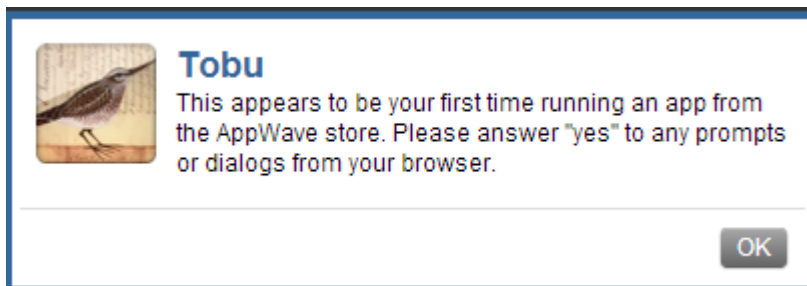 Tobu
This appears to be your first time running an app from
the AppWave store. Please answer "yes" to any prompts
or dialogs from your browser.
OK